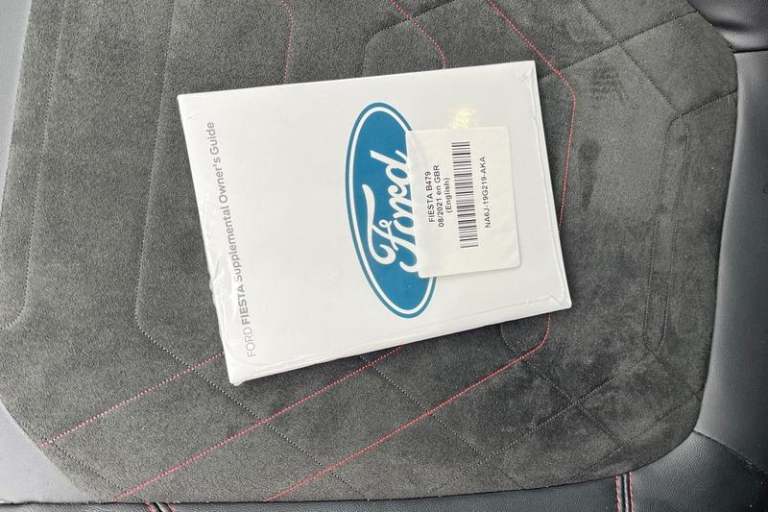 FORD FIESTA Supplemental Owner's Guide
Ford
FIESTA B479
08/2021 en GBR
(English)
NA6J-19G219-AKA